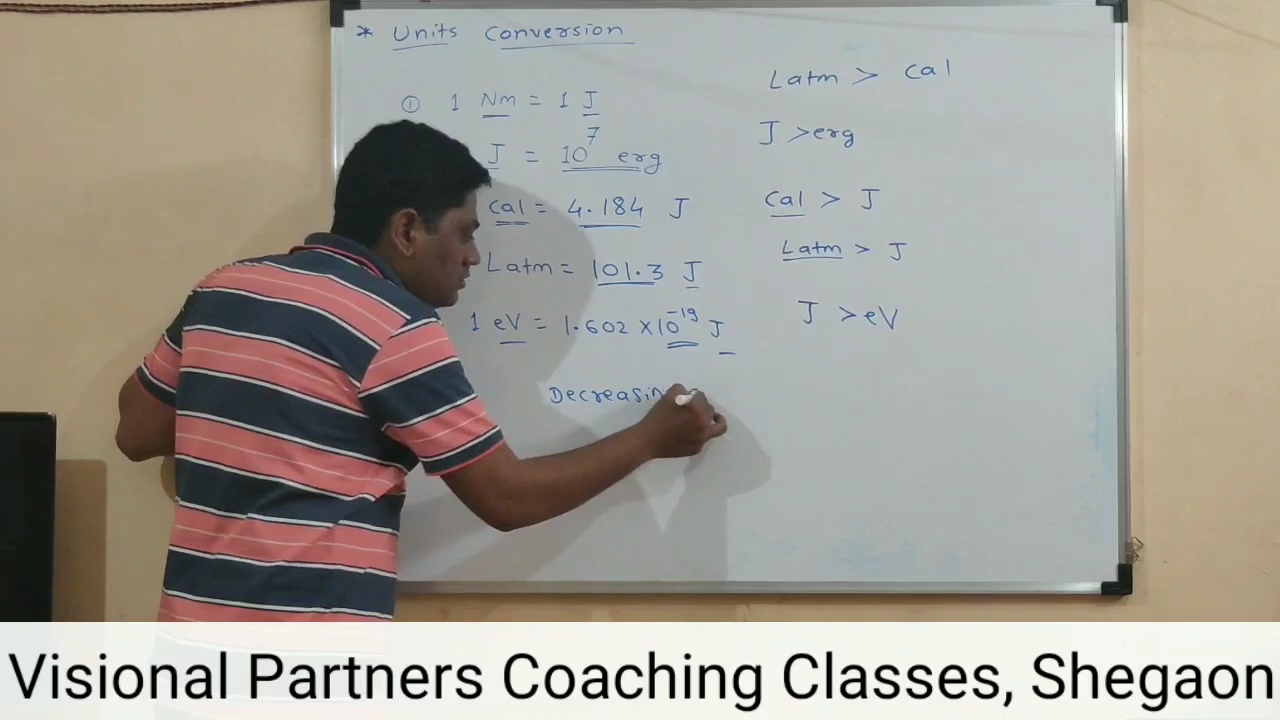 * Units Conversion
① 1 Nm = 1 J
J = 10⁷ erg
Cal = 4.184 J
Latm = 101.3 J
1 eV = 1.602 × 10⁻¹⁹ J
Decreasin
Latm > Cal
J > erg
Cal > J
Latm > J
J > eV
Visional Partners Coaching Classes, Shegaon